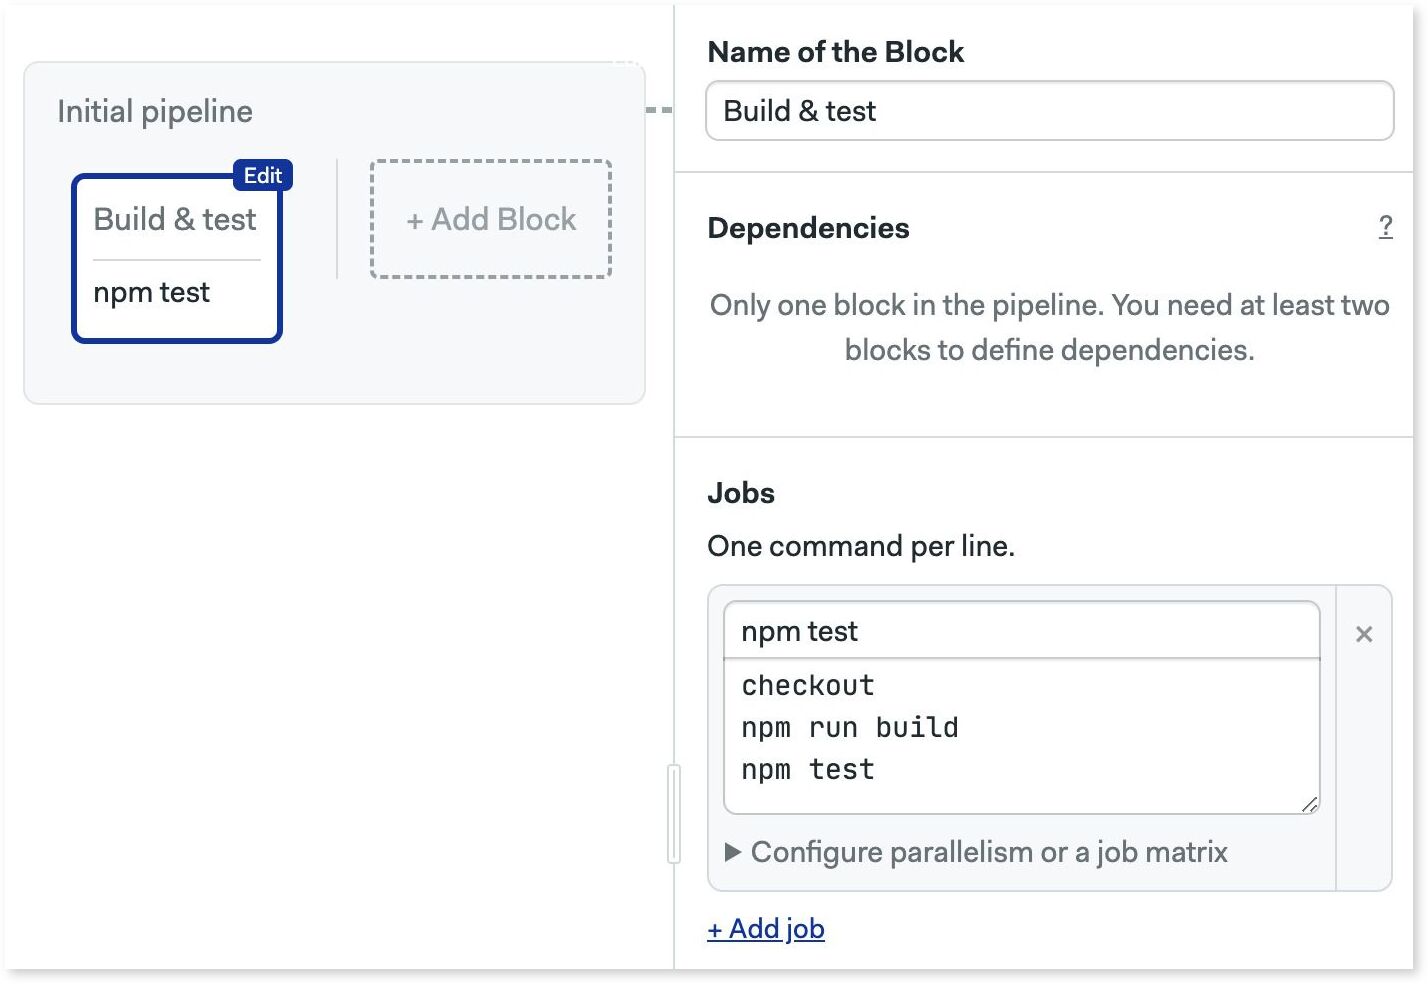 Initial pipeline
Edit
Build & test
npm test
+ Add Block
Name of the Block
Build & test
Dependencies
?
Only one block in the pipeline. You need at least two
blocks to define dependencies.
Jobs
One command per line.
npm test
checkout
npm run build
npm test
Configure parallelism or a job matrix
+ Add job